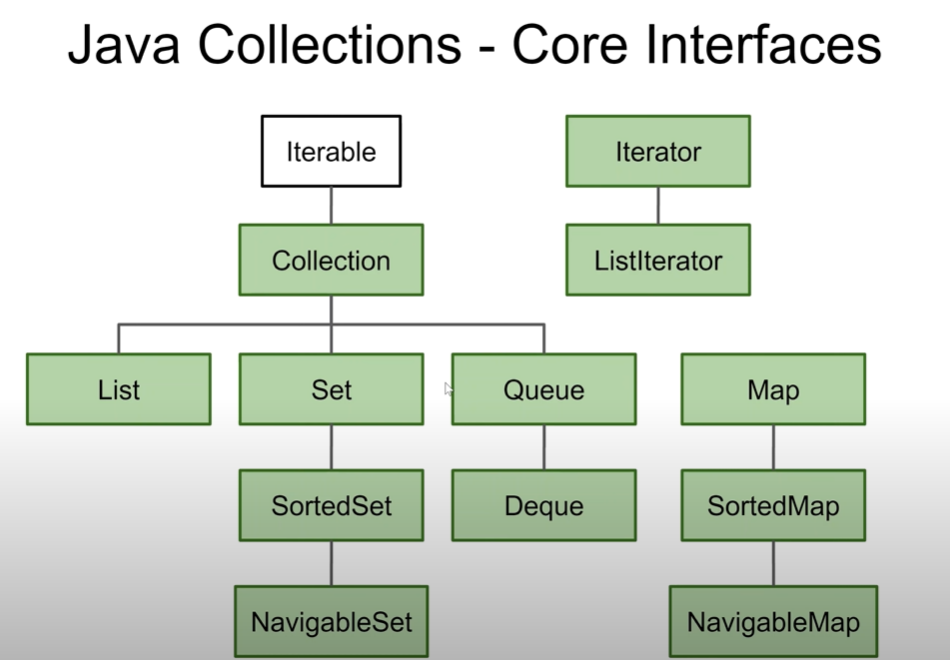 Java Collections - Core Interfaces
Iterable
Iterator
Collection
ListIterator
List
Set
Queue
Map
SortedSet
Deque
SortedMap
NavigableSet
NavigableMap